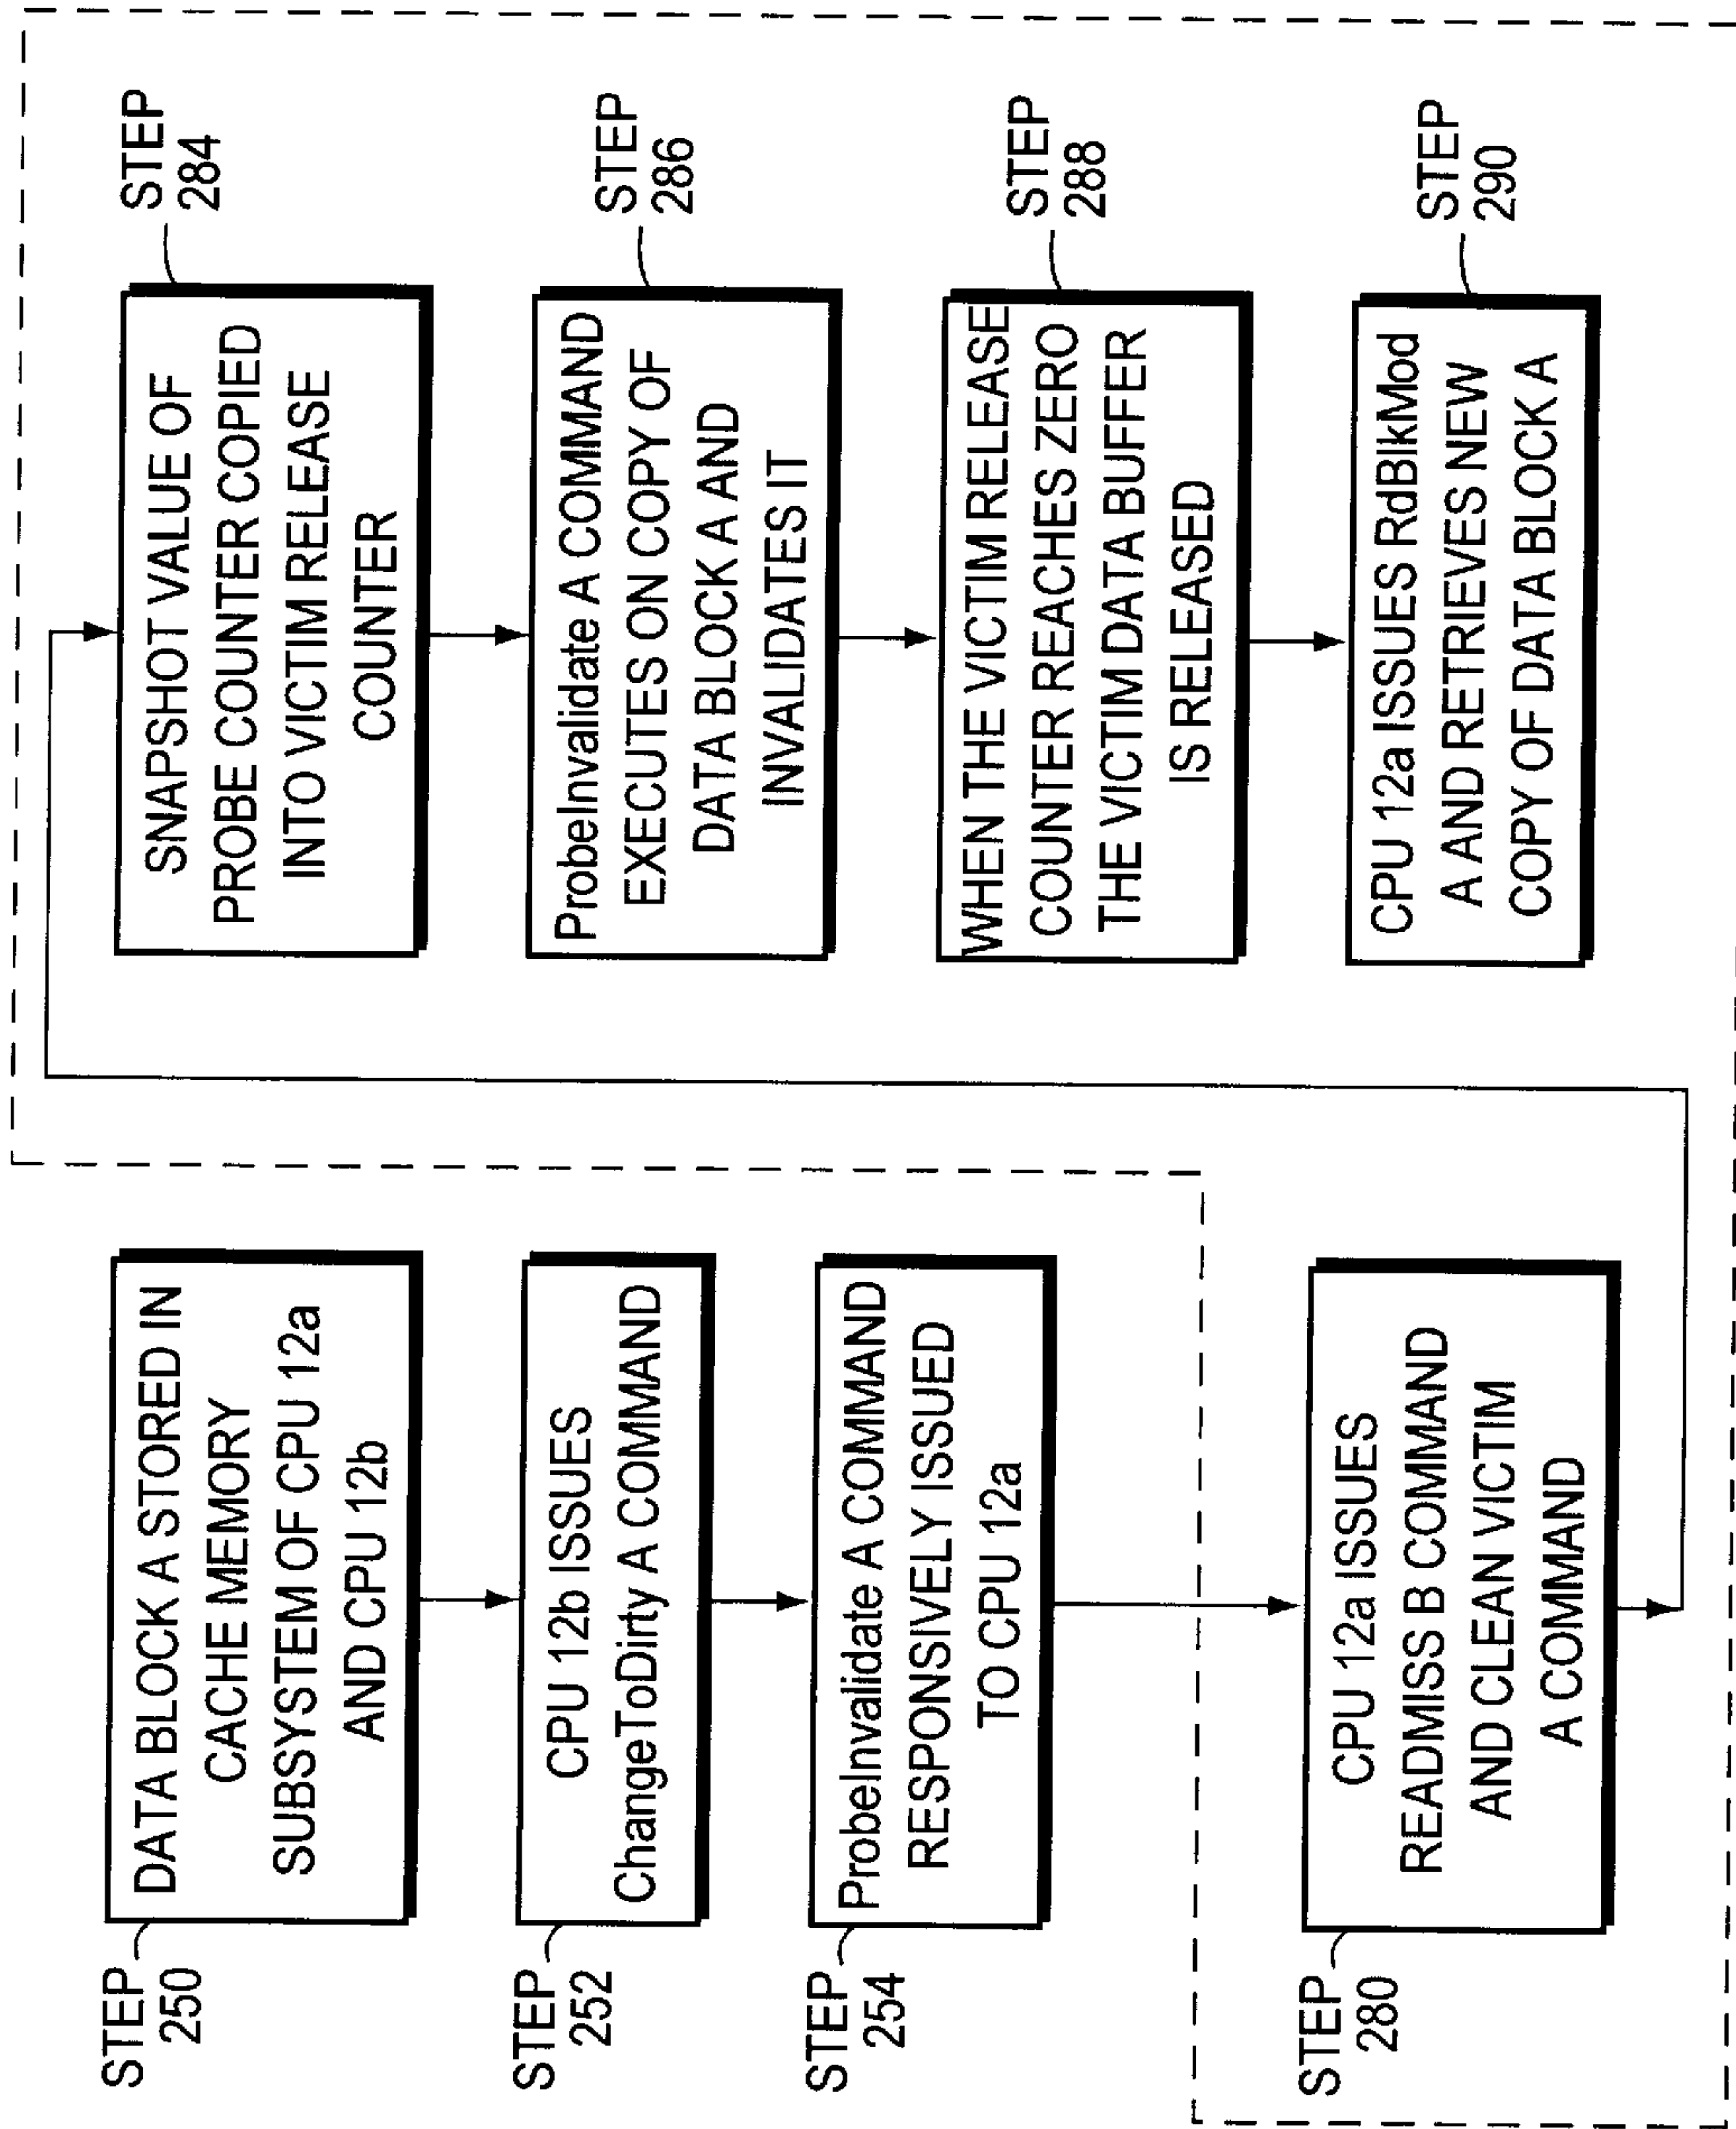 STEP
250
DATA BLOCK A STORED IN
CACHE MEMORY
SUBSYSTEM OF CPU 12a
AND CPU 12b
STEP
252
CPU 12b ISSUES
ChangeToDirty A COMMAND
STEP
254
ProbeInvalidate A COMMAND
RESPONSIVELY ISSUED
TO CPU 12a
STEP
280
CPU 12a ISSUES
READMISS B COMMAND
AND CLEAN VICTIM
A COMMAND
SNAPSHOT VALUE OF
PROBE COUNTER COPIED
INTO VICTIM RELEASE
COUNTER
STEP
284
ProbeInvalidate A COMMAND
EXECUTES ON COPY OF
DATA BLOCK A AND
INVALIDATES IT
STEP
286
WHEN THE VICTIM RELEASE
COUNTER REACHES ZERO
THE VICTIM DATA BUFFER
IS RELEASED
STEP
288
CPU 12a ISSUES RdBlkMod
A AND RETRIEVES NEW
COPY OF DATA BLOCK A
STEP
290